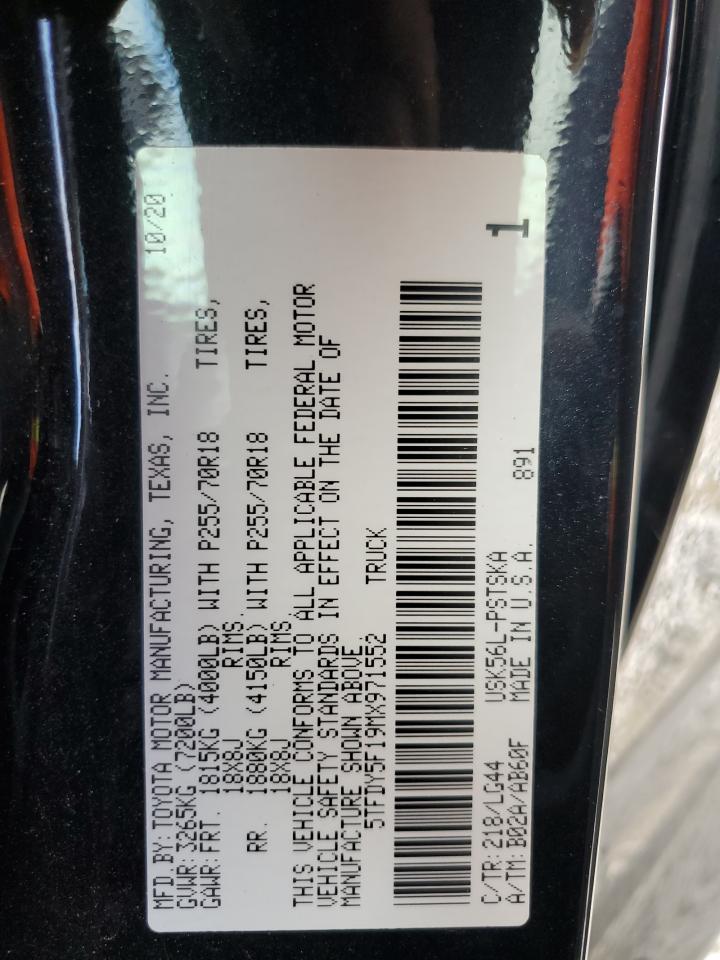 MFD BY:TOYOTA MOTOR MANUFACTURING, TEXAS, INC. 10/20
GVWR:3265KG (7200LB)
GAWR:FRT. 1815KG (4000LB) WITH P255/70R18 TIRES,
18X8J RIMS.
RR. 1880KG (4150LB) WITH P255/70R18 TIRES,
18X8J RIMS.
THIS VEHICLE CONFORMS TO ALL APPLICABLE FEDERAL MOTOR
VEHICLE SAFETY STANDARDS IN EFFECT ON THE DATE OF
MANUFACTURE SHOWN ABOVE.
5TFDY5F19MX971552 TRUCK
C/TR:218/LG44 USK56L-PSTSKA 1
A/TM:B02A/AB60F MADE IN U.S.A. 891